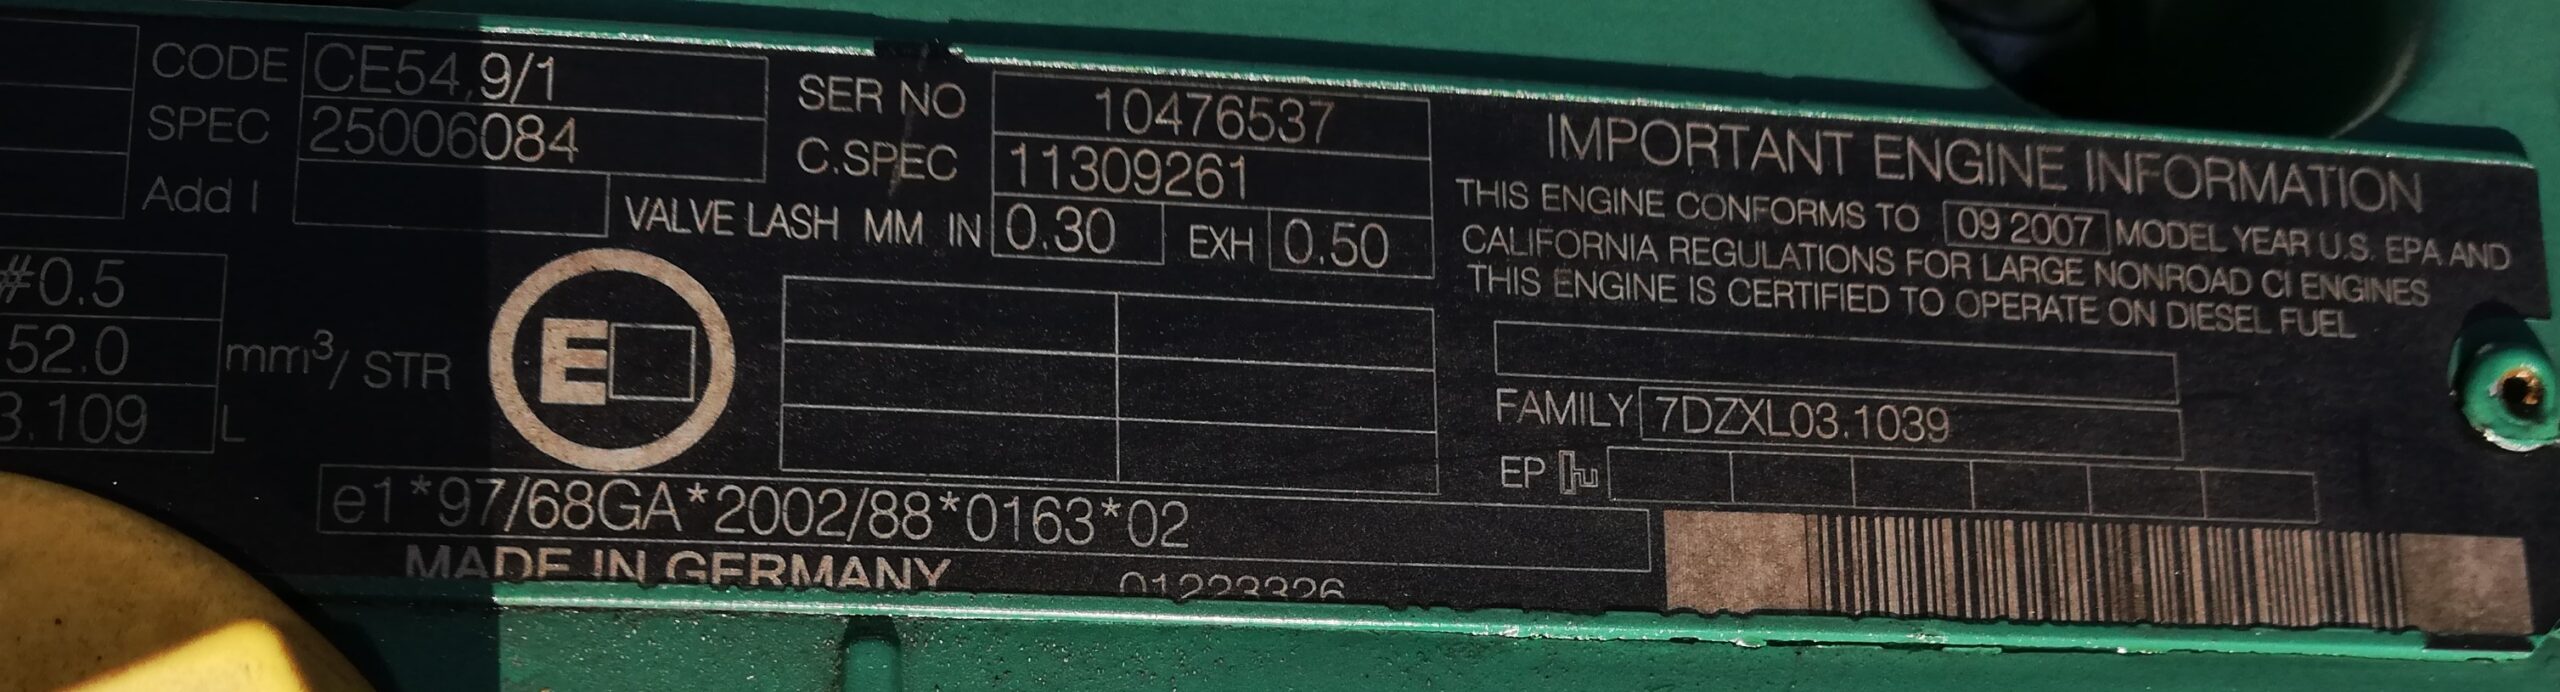 CODE CE54,9/1
SPEC 25006084
Add I
SER NO 10476537
C.SPEC 11309261
VALVE LASH MM IN 0.30 EXH 0.50
#0.5
52.0 mm³/ STR
3.109 L
E
e1*97/68GA*2002/88*0163*02
MADE IN GERMANY 01223326
IMPORTANT ENGINE INFORMATION
THIS ENGINE CONFORMS TO 09 2007 MODEL YEAR U.S. EPA AND
CALIFORNIA REGULATIONS FOR LARGE NONROAD CI ENGINES
THIS ENGINE IS CERTIFIED TO OPERATE ON DIESEL FUEL
FAMILY 7DZXL03.1039
EP